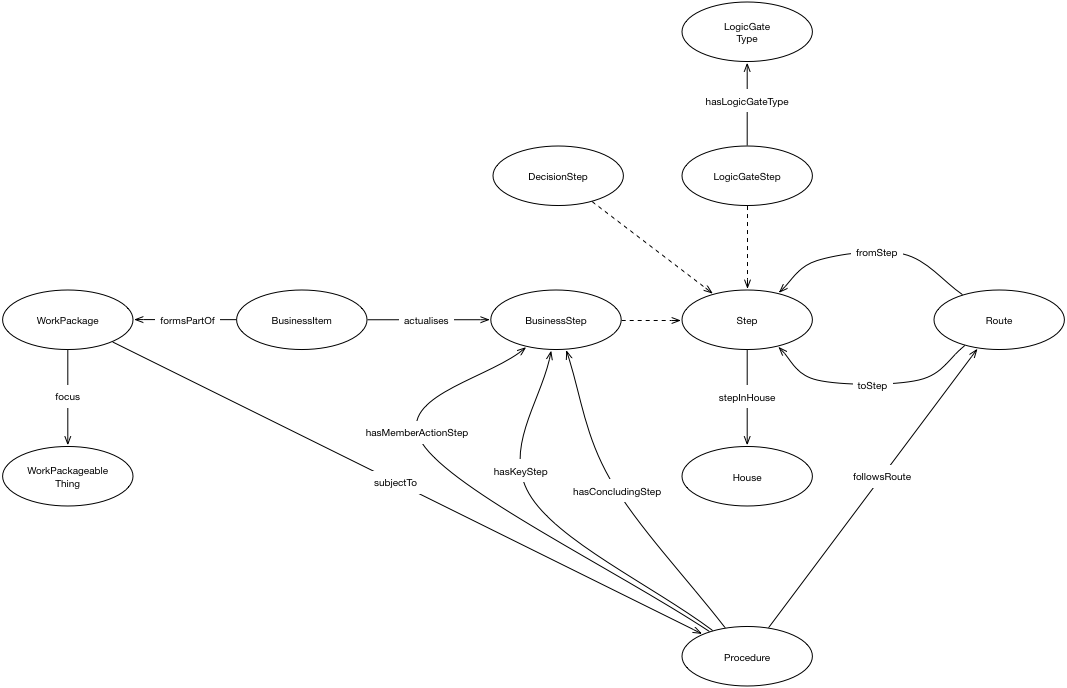 LogicGate
Type
hasLogicGateType
DecisionStep
LogicGateStep
fromStep
WorkPackage
formsPartOf
BusinessItem
actualises
BusinessStep
Step
Route
toStep
focus
stepInHouse
hasMemberActionStep
WorkPackageable
Thing
subjectTo
hasKeyStep
hasConcludingStep
House
followsRoute
Procedure